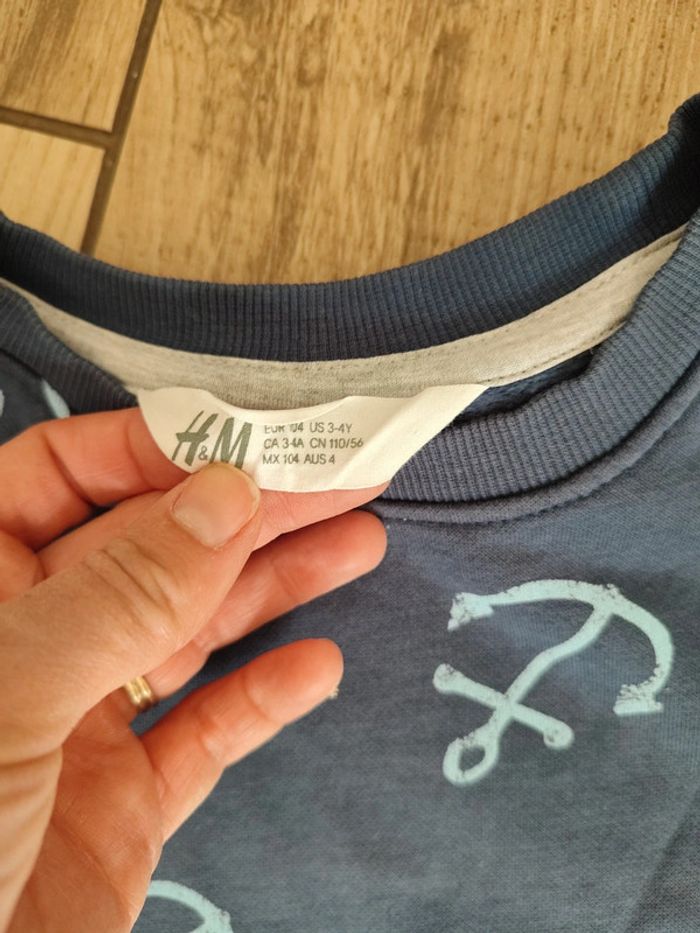 H&M
EUR 104 US 3-4Y
CA 3-4A CN 110/56
MX 104 AUS 4